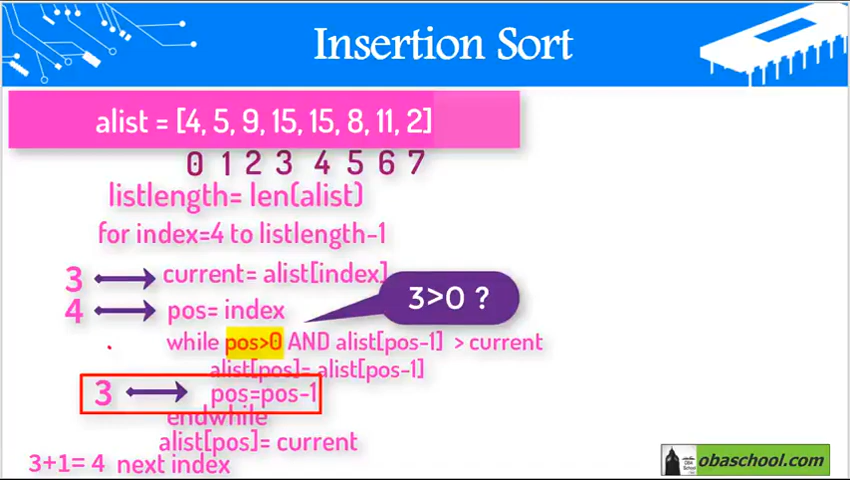 Insertion Sort
alist = [4, 5, 9, 15, 15, 8, 11, 2]
0 1 2 3 4 5 6 7
listlength= len(alist)
for index=4 to listlength-1
3 current= alist[index]
3>0 ?
4 pos= index
while pos>0 AND alist[pos-1] > current
alist[pos]= alist[pos-1]
3 pos=pos-1
endwhile
alist[pos]= current
3+1= 4 next index
obaschool.com